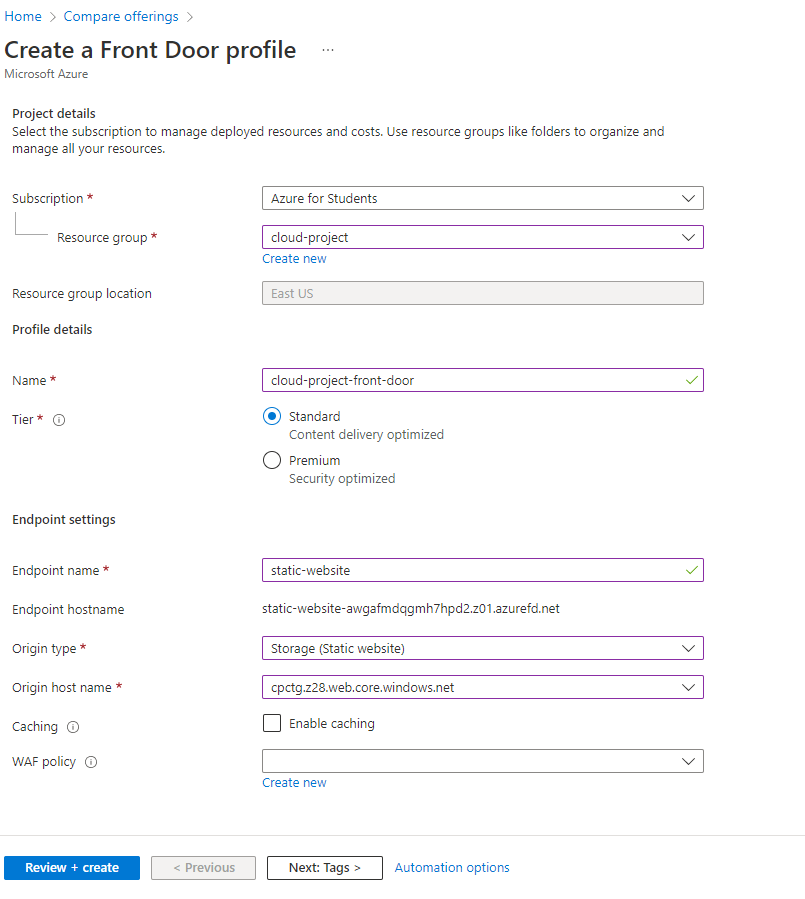 Home > Compare offerings >
Create a Front Door profile ...
Microsoft Azure
Project details
Select the subscription to manage deployed resources and costs. Use resource groups like folders to organize and
manage all your resources.
Subscription * Azure for Students
Resource group * cloud-project
Create new
Resource group location East US
Profile details
Name * cloud-project-front-door
Tier * Standard
Content delivery optimized
Premium
Security optimized
Endpoint settings
Endpoint name * static-website
Endpoint hostname static-website-awgafmdqgmh7hpd2.z01.azurefd.net
Origin type * Storage (Static website)
Origin host name * cpctg.z28.web.core.windows.net
Caching Enable caching
WAF policy
Create new
Review + create < Previous Next: Tags > Automation options